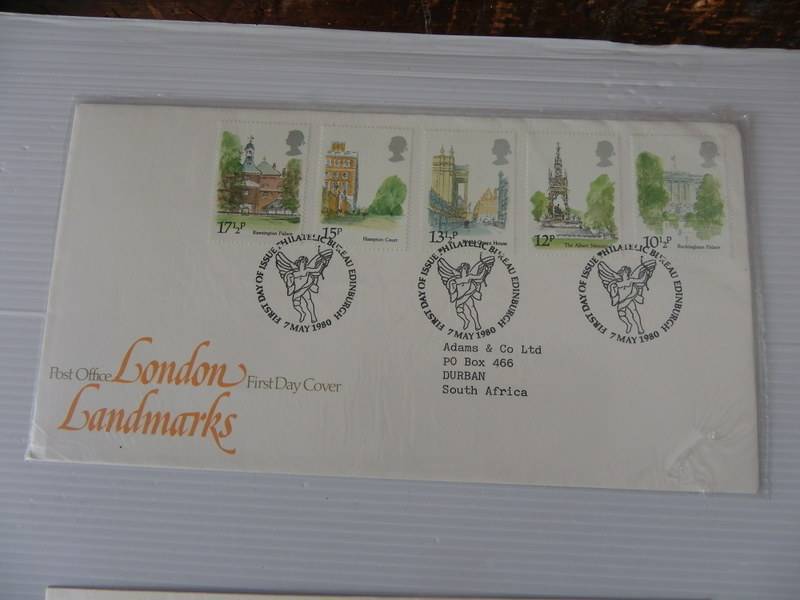 17½P
Kensington Palace
15P
Hampton Court
13½P
Opera House
12P
The Albert
10½P
Buckingham Palace
FIRST DAY OF ISSUE PHILATELIC BUREAU EDINBURGH
7 MAY 1980
FIRST DAY OF ISSUE PHILATELIC BUREAU EDINBURGH
7 MAY 1980
FIRST DAY OF ISSUE PHILATELIC BUREAU EDINBURGH
7 MAY 1980
Adams & Co Ltd
PO Box 466
DURBAN
South Africa
Post Office London First Day Cover
Landmarks